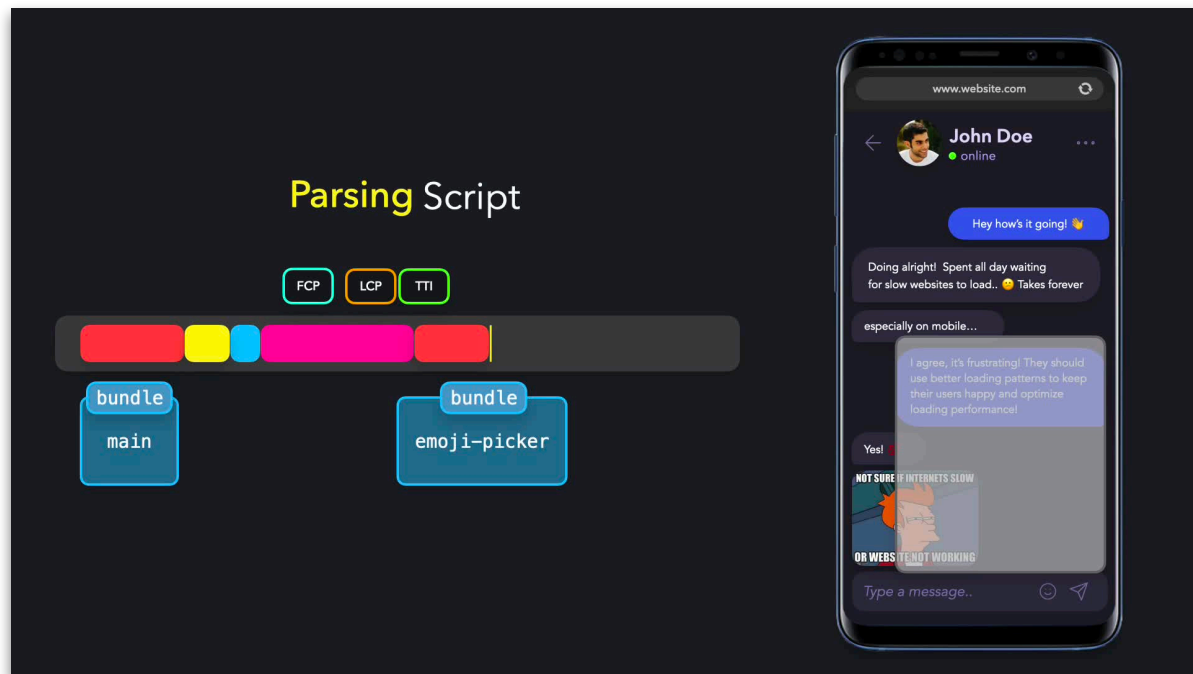 Parsing Script
FCP
LCP
TTI
bundle
main
bundle
emoji-picker
www.website.com
John Doe
online
Hey how's it going! 👋
Doing alright!  Spent all day waiting
for slow websites to load.. 🙁 Takes forever
especially on mobile...
I agree, it's frustrating! They should
use better loading patterns to keep
their users happy and optimize
loading performance!
Yes!
NOT SURE IF INTERNETS SLOW
OR WEBSITE NOT WORKING
Type a message..